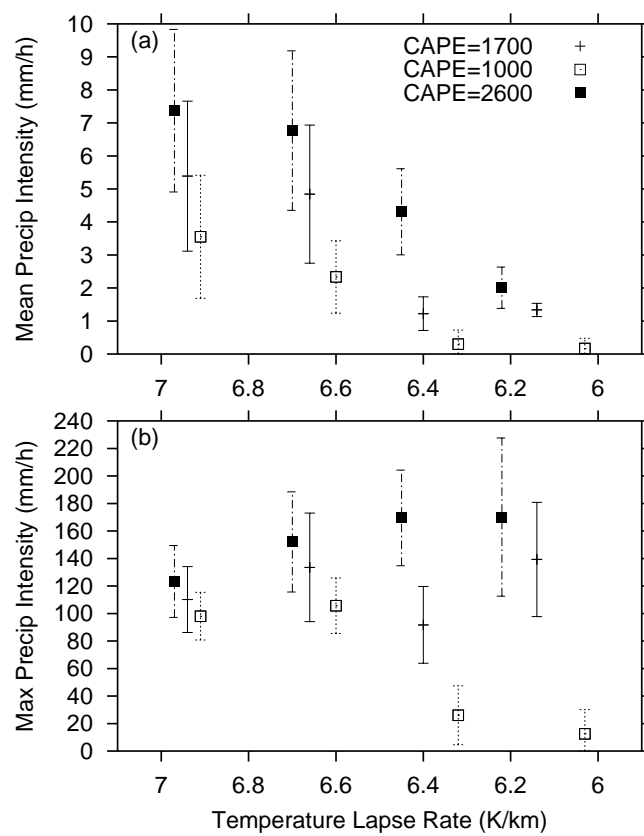 (a)
CAPE=1700
CAPE=1000
CAPE=2600
Mean Precip Intensity (mm/h)
10
9
8
7
6
5
4
3
2
1
0
7 6.8 6.6 6.4 6.2 6
(b)
Max Precip Intensity (mm/h)
240
220
200
180
160
140
120
100
80
60
40
20
0
7 6.8 6.6 6.4 6.2 6
Temperature Lapse Rate (K/km)